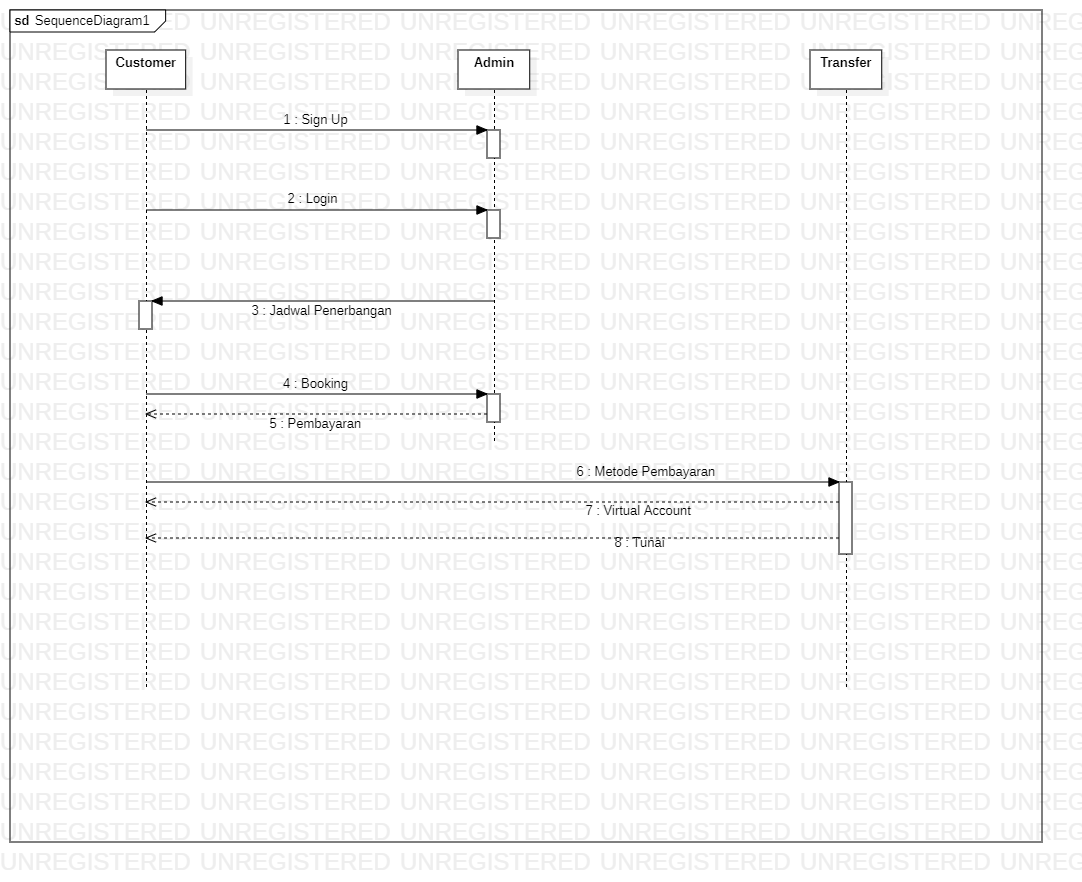 sd SequenceDiagram1
Customer
Admin
Transfer
1 : Sign Up
2 : Login
3 : Jadwal Penerbangan
4 : Booking
5 : Pembayaran
6 : Metode Pembayaran
7 : Virtual Account
8 : Tunai
UNREGISTERED